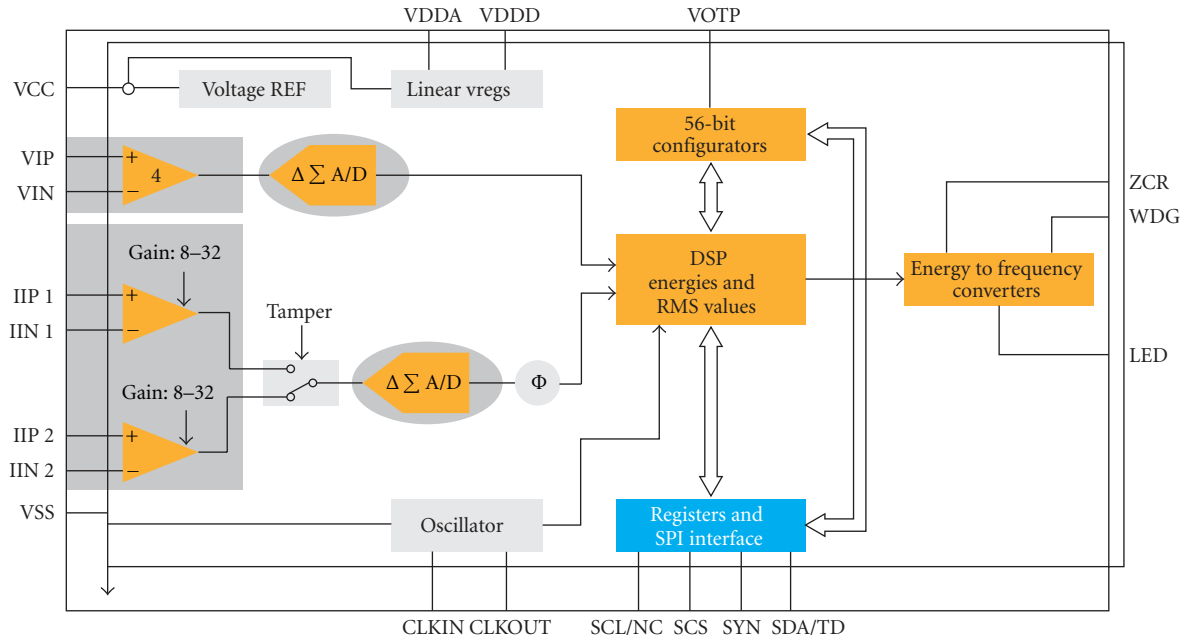 VDDA VDDD VOTP
VCC
Voltage REF
Linear vregs
56-bit
configurators
VIP
+
4
Δ ∑ A/D
VIN
−
ZCR
WDG
Gain: 8–32
DSP
energies and
RMS values
Energy to frequency
converters
IIP 1
+
IIN 1
−
Tamper
LED
Δ ∑ A/D
Φ
Gain: 8–32
IIP 2
+
IIN 2
−
VSS
Oscillator
Registers and
SPI interface
CLKIN CLKOUT SCL/NC SCS SYN SDA/TD